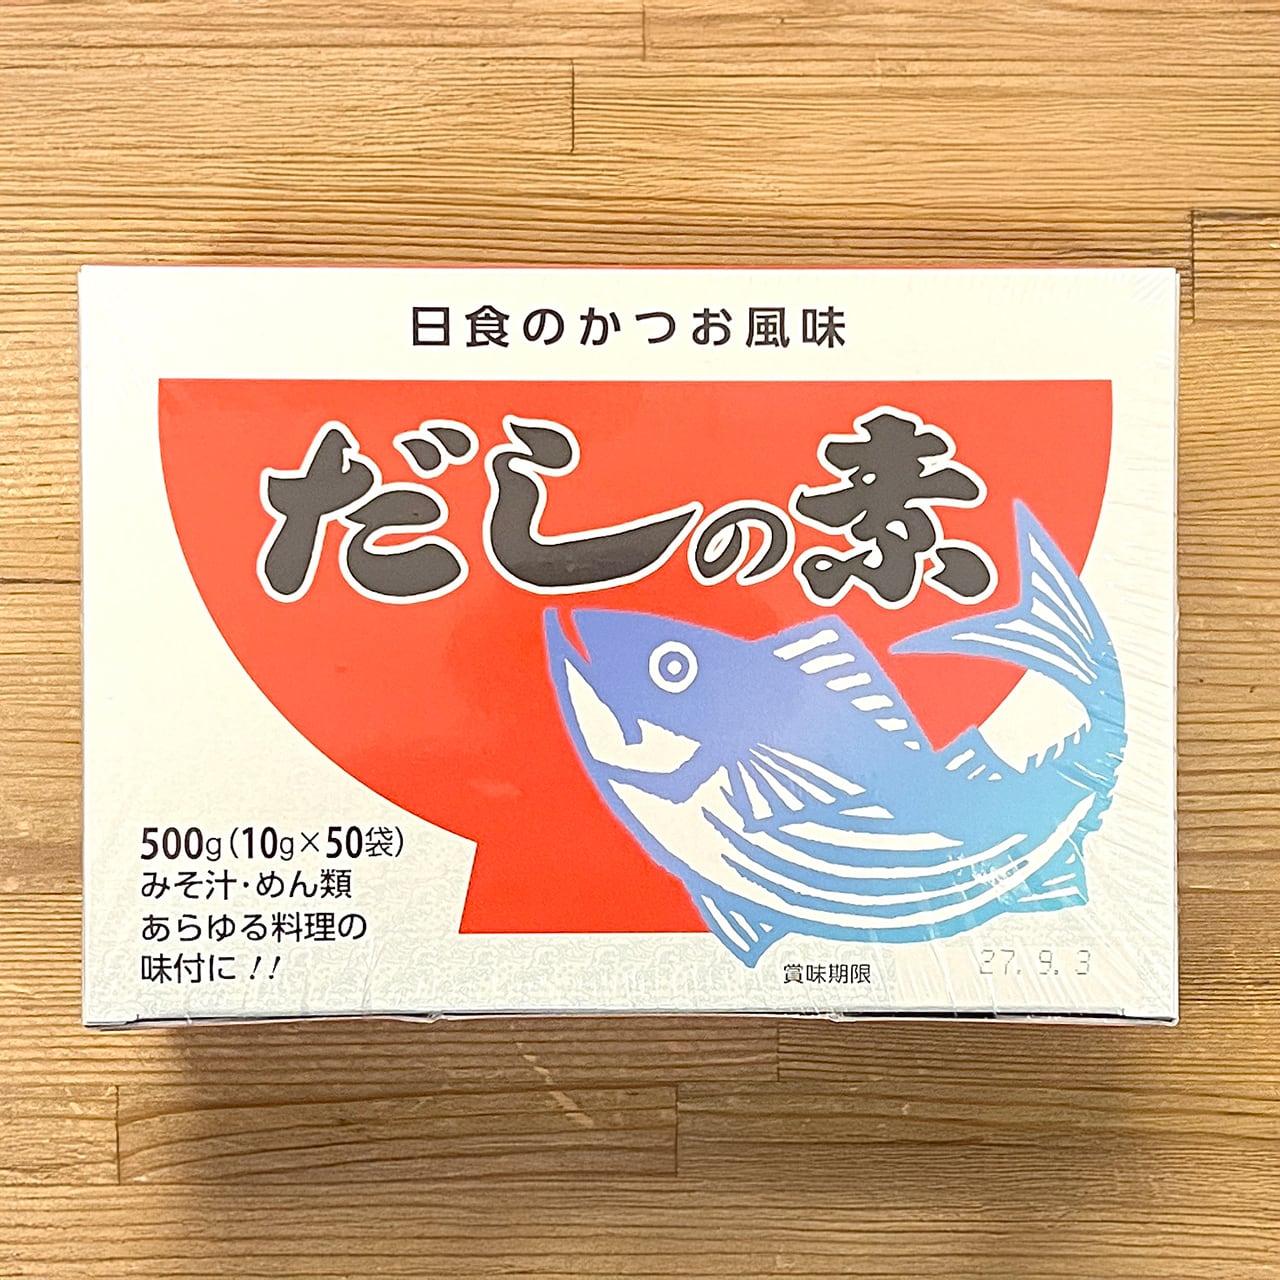 日食のかつお風味
だしの素
500g(10g×50袋)
みそ汁・めん類
あらゆる料理の
味付に!!
賞味期限 27. 9. 3